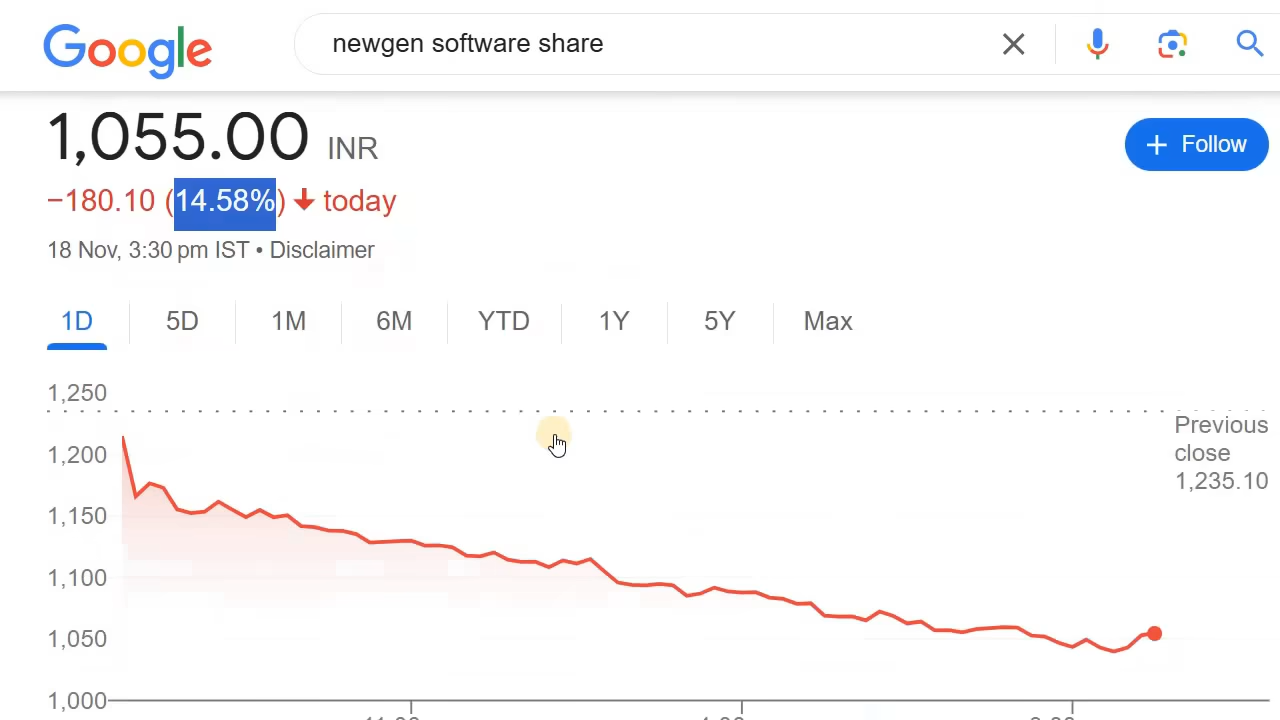 Google
newgen software share
1,055.00 INR
+ Follow
−180.10 (14.58%) ↓ today
18 Nov, 3:30 pm IST • Disclaimer
1D 5D 1M 6M YTD 1Y 5Y Max
1,250
Previous
close
1,235.10
1,200
1,150
1,100
1,050
1,000